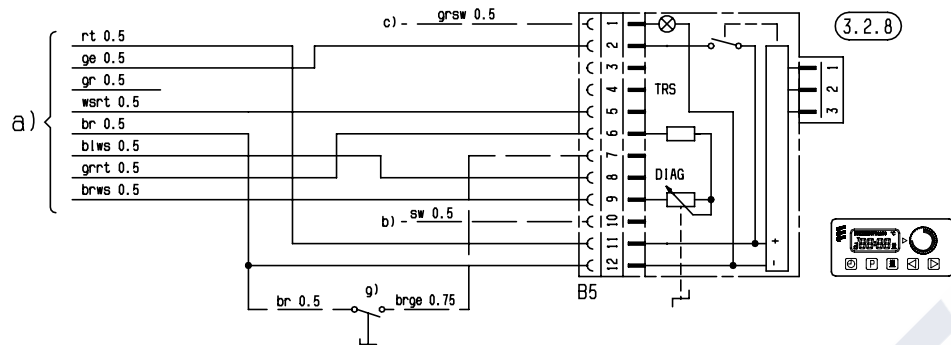 c) grsw 0.5
3.2.8
a)
rt 0.5
ge 0.5
gr 0.5
wsrt 0.5
br 0.5
blws 0.5
grrt 0.5
brws 0.5
b) sw 0.5
br 0.5
g)
brge 0.75
1
2
3
4
5
6
7
8
9
10
11
12
B5
TRS
DIAG
+
-
1
2
3
P